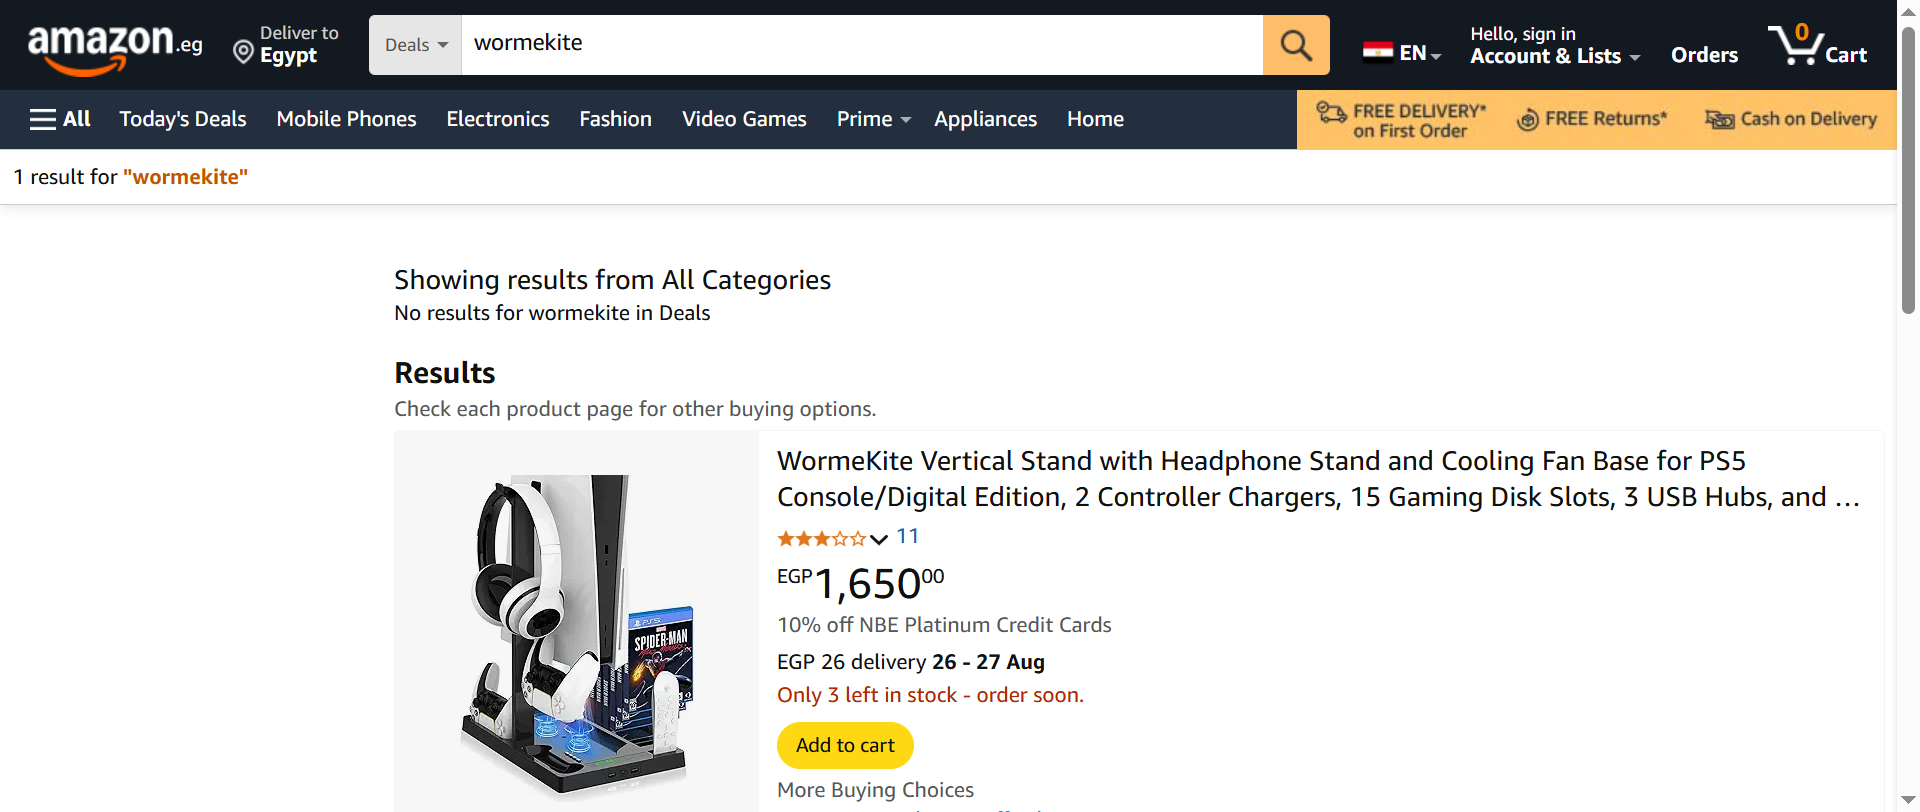 amazon.eg
Deliver to
Egypt
Deals
wormekite
EN
Hello, sign in
Account & Lists
Orders
0
Cart
All
Today's Deals
Mobile Phones
Electronics
Fashion
Video Games
Prime
Appliances
Home
FREE DELIVERY*
on First Order
FREE Returns*
Cash on Delivery
1 result for "wormekite"
Showing results from All Categories
No results for wormekite in Deals
Results
Check each product page for other buying options.
PS5
MARVEL
SPIDER-MAN
WormeKite Vertical Stand with Headphone Stand and Cooling Fan Base for PS5
Console/Digital Edition, 2 Controller Chargers, 15 Gaming Disk Slots, 3 USB Hubs, and …
11
EGP1,65000
10% off NBE Platinum Credit Cards
EGP 26 delivery 26 - 27 Aug
Only 3 left in stock - order soon.
Add to cart
More Buying Choices